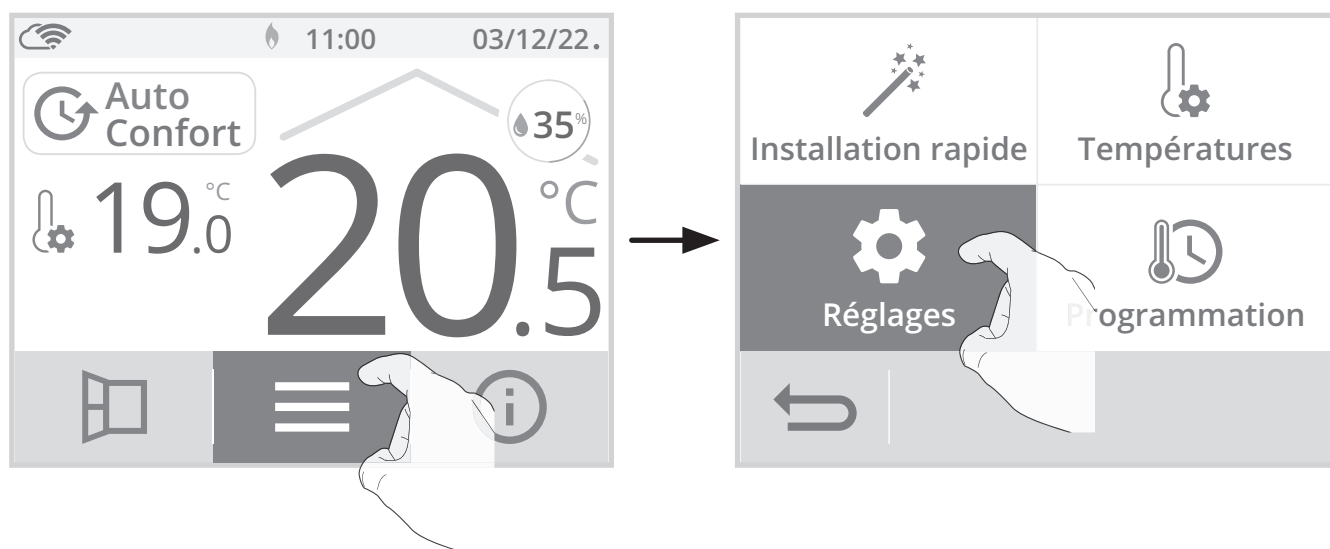 11:00 03/12/22.
Auto
Confort
35%
19.0 °C
20.5 °C
i
Installation rapide
Températures
Réglages
Programmation